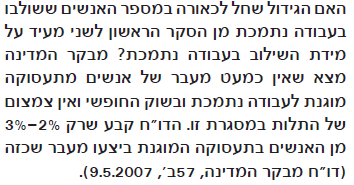 האם הגידול שחל לכאורה במספר האנשים ששולבו
בעבודה נתמכת מן הסקר הראשון לשני מעיד על
מידת השילוב בעבודה נתמכת? מבקר המדינה
מצא שאין כמעט מעבר של אנשים מתעסוקה
מוגנת לעבודה נתמכת ובשוק החופשי ואין צמצום
של התלות במסגרת זו. הדו"ח קבע שרק 2%–3%
מן האנשים בתעסוקה המוגנת ביצעו מעבר שכזה
(דו"ח מבקר המדינה, 57ב', 9.5.2007).